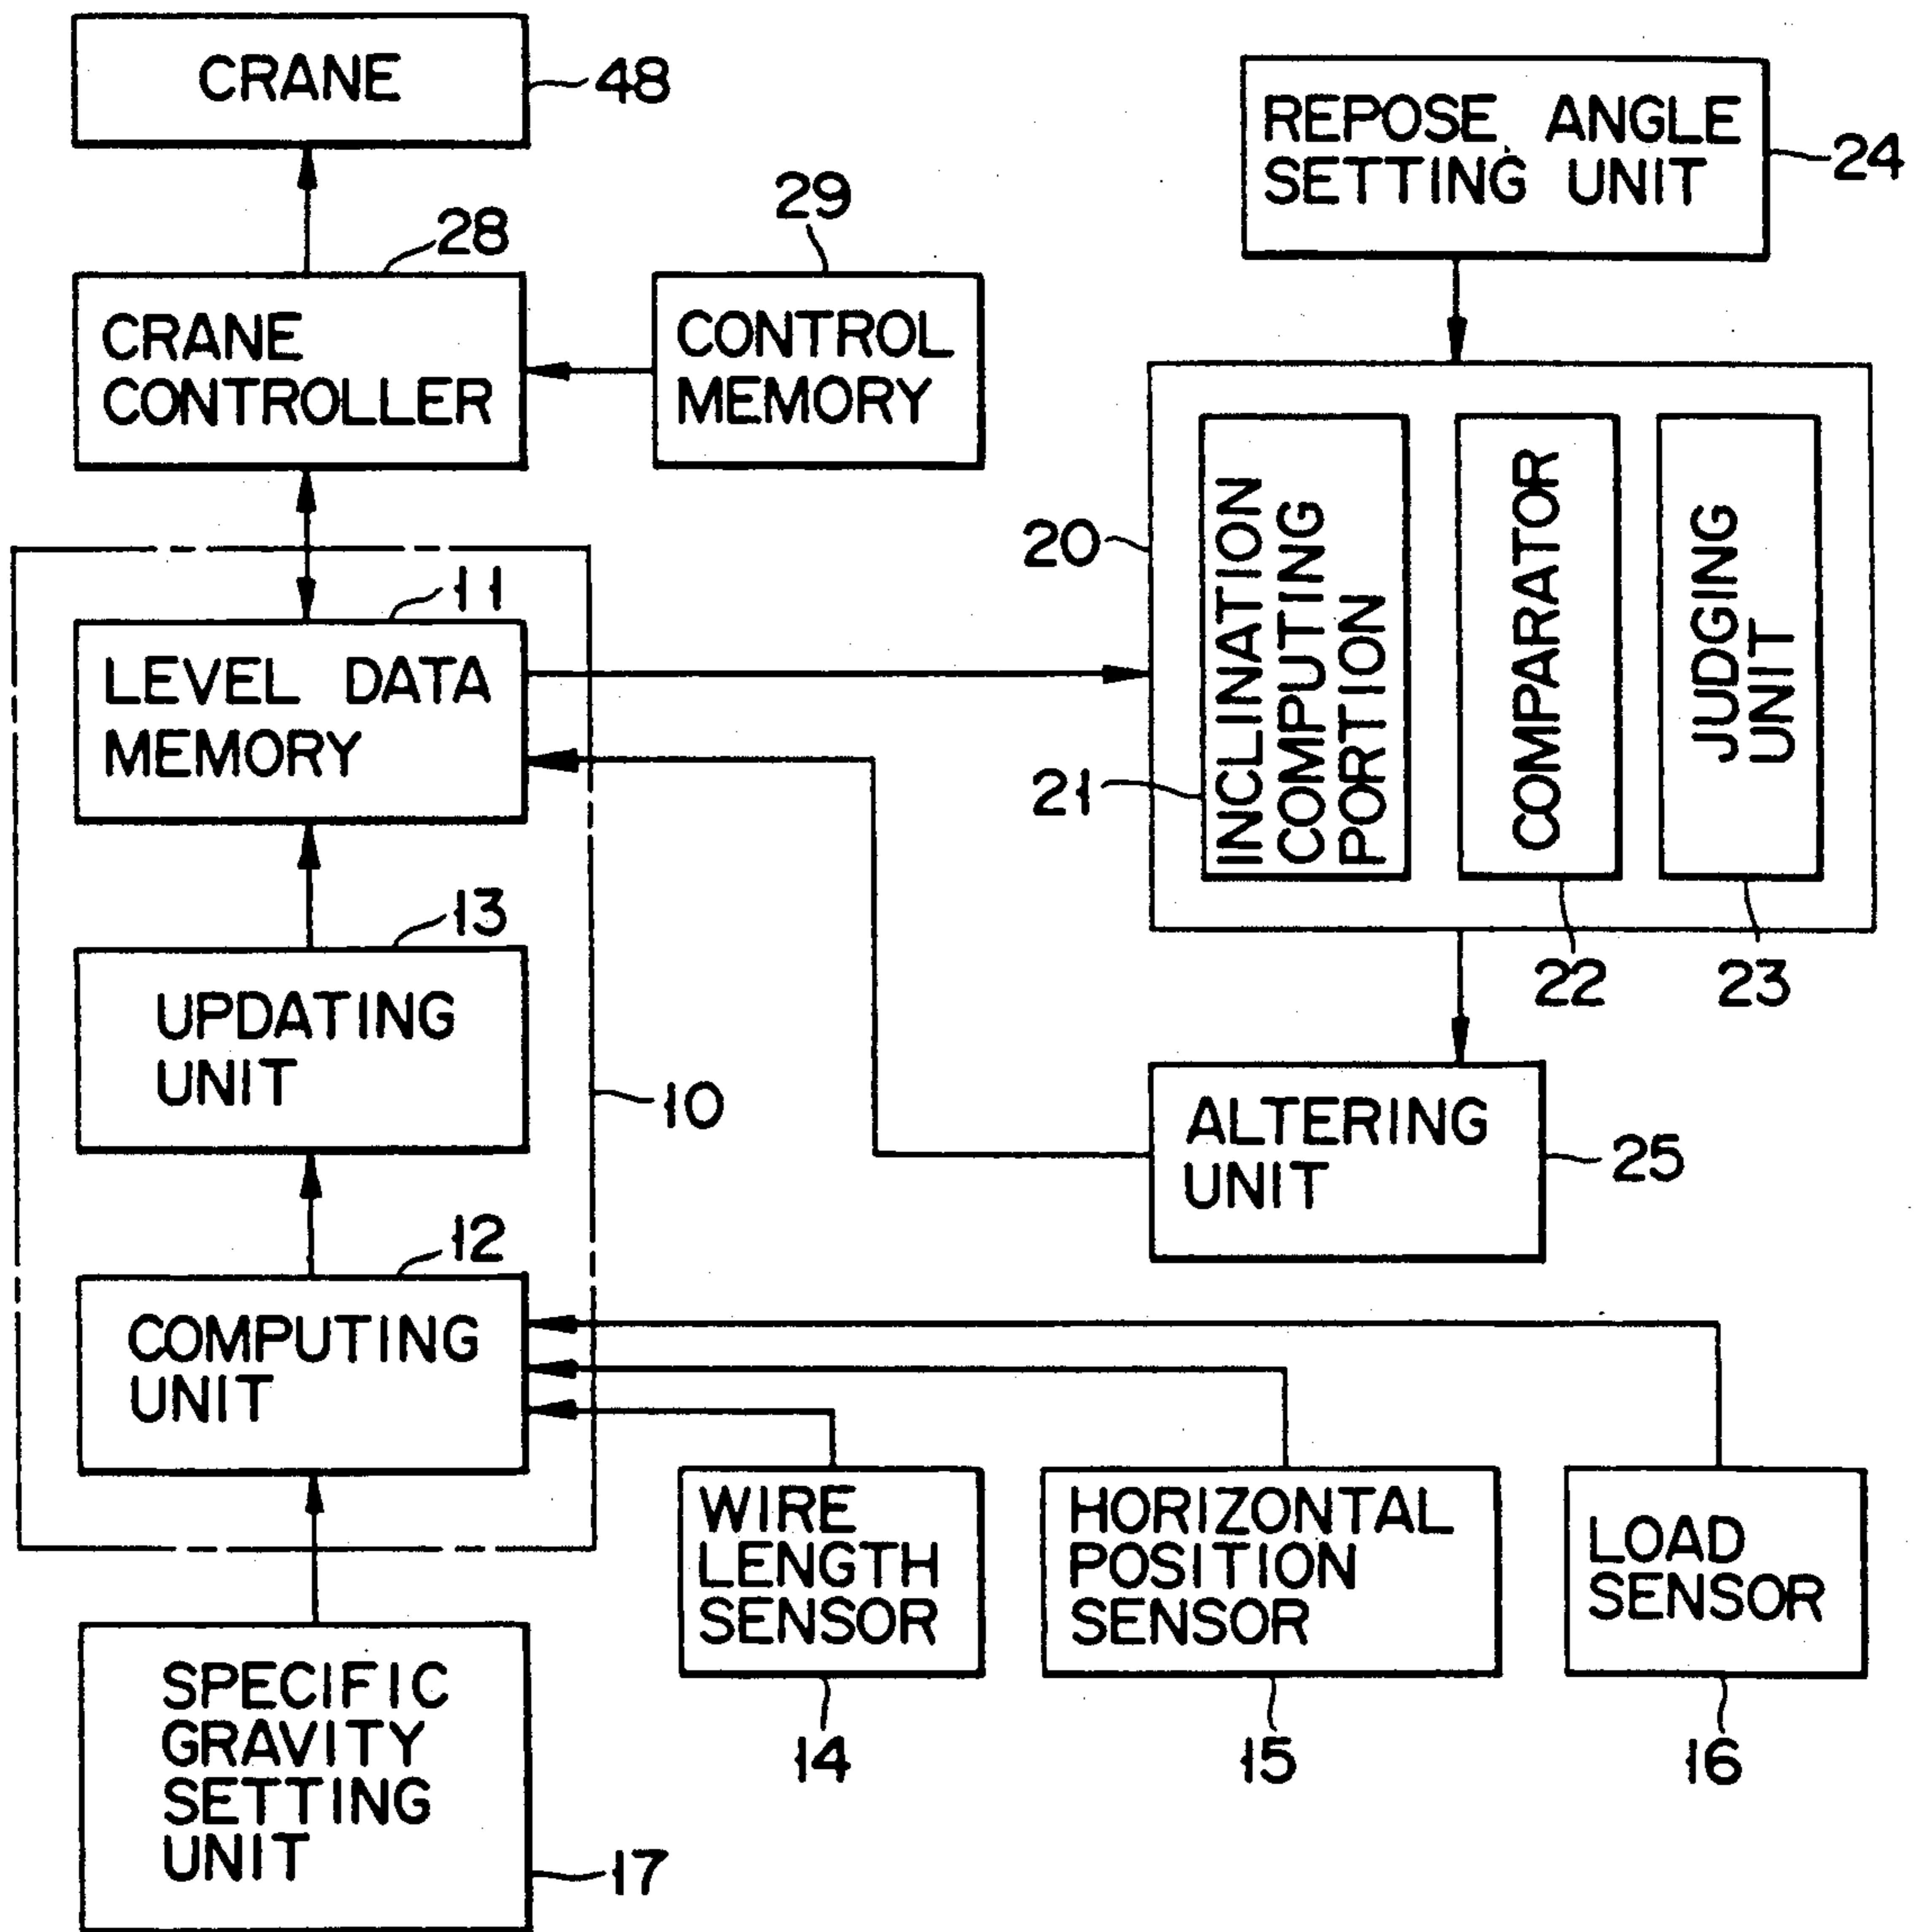 CRANE
48
REPOSE ANGLE
SETTING UNIT
24
28
29
CRANE
CONTROLLER
CONTROL
MEMORY
20
INCLINATION
COMPUTING
PORTION
21
COMPARATOR
22
JUDGING
UNIT
23
11
LEVEL DATA
MEMORY
13
UPDATING
UNIT
10
ALTERING
UNIT
25
12
COMPUTING
UNIT
WIRE
LENGTH
SENSOR
14
HORIZONTAL
POSITION
SENSOR
15
LOAD
SENSOR
16
SPECIFIC
GRAVITY
SETTING
UNIT
17